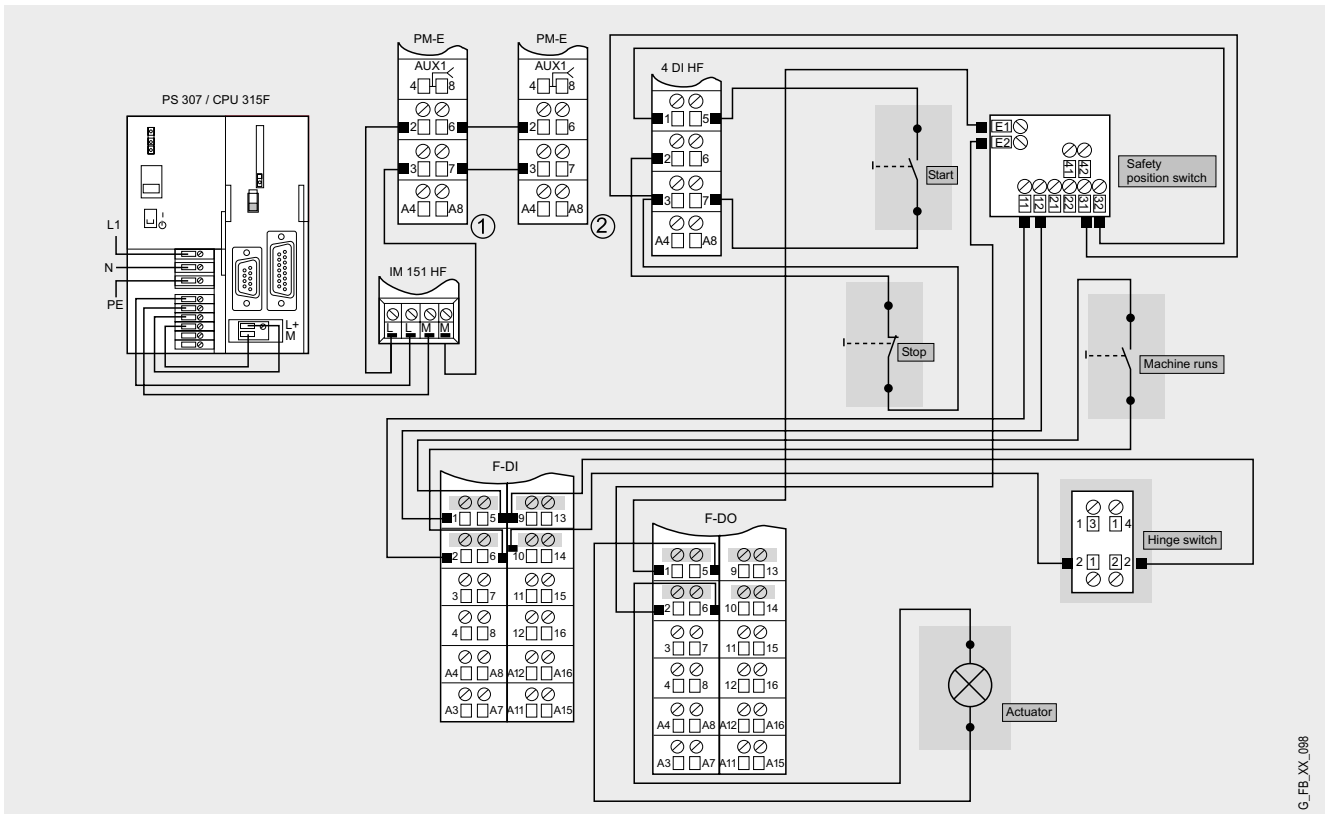 PS 307 / CPU 315F
L1
N
PE
L+
M
PM-E
AUX1
4 8
2 6
3 7
A4 A8
1
PM-E
AUX1
4 8
2 6
3 7
A4 A8
2
IM 151 HF
L L M M
4 DI HF
1 5
2 6
3 7
A4 A8
Start
Stop
E1
E2
41 42
11 12 21 22 31 32
Safety
position switch
Machine runs
F-DI
1 5 9 13
2 6 10 14
3 7 11 15
4 8 12 16
A4 A8 A12 A16
A3 A7 A11 A15
F-DO
1 5 9 13
2 6 10 14
3 7 11 15
4 8 12 16
A4 A8 A12 A16
A3 A7 A11 A15
1 3 1 4
2 1 2 2
Hinge switch
Actuator
G_FB_XX_098